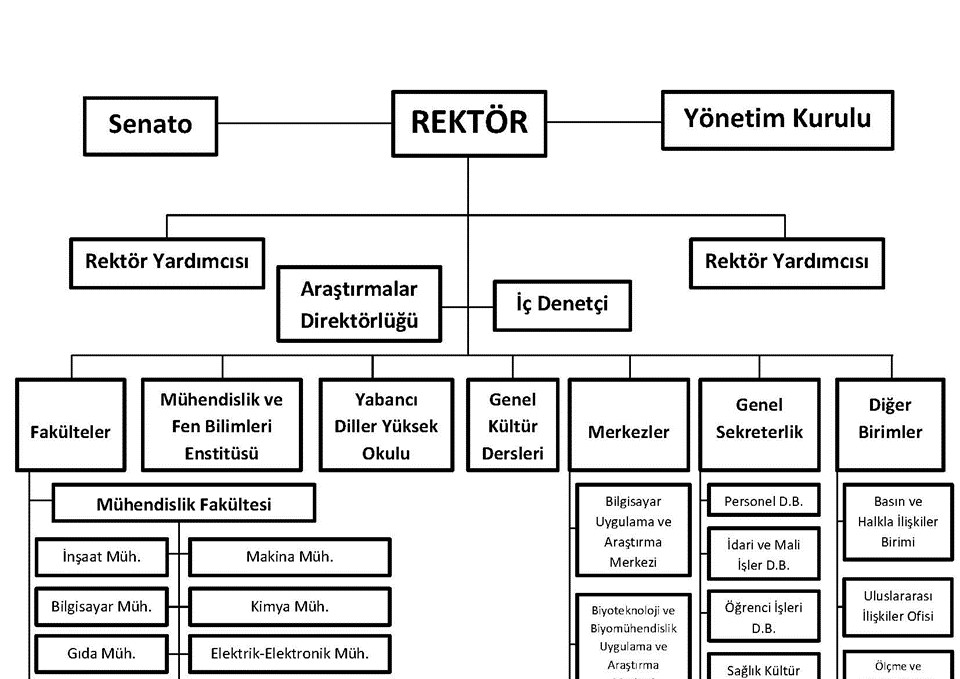 Senato
REKTÖR
Yönetim Kurulu
Rektör Yardımcısı
Rektör Yardımcısı
Araştırmalar
Direktörlüğü
İç Denetçi
Fakülteler
Mühendislik ve
Fen Bilimleri
Enstitüsü
Yabancı
Diller Yüksek
Okulu
Genel
Kültür
Dersleri
Merkezler
Genel
Sekreterlik
Diğer
Birimler
Mühendislik Fakültesi
İnşaat Müh.
Makina Müh.
Bilgisayar Müh.
Kimya Müh.
Gıda Müh.
Elektrik-Elektronik Müh.
Bilgisayar
Uygulama ve
Araştırma
Merkezi
Biyoteknoloji ve
Biyomühendislik
Uygulama ve
Araştırma
Personel D.B.
İdari ve Mali
İşler D.B.
Öğrenci İşleri
D.B.
Sağlık Kültür
Basın ve
Halkla İlişkiler
Birimi
Uluslararası
İlişkiler Ofisi
Ölçme ve